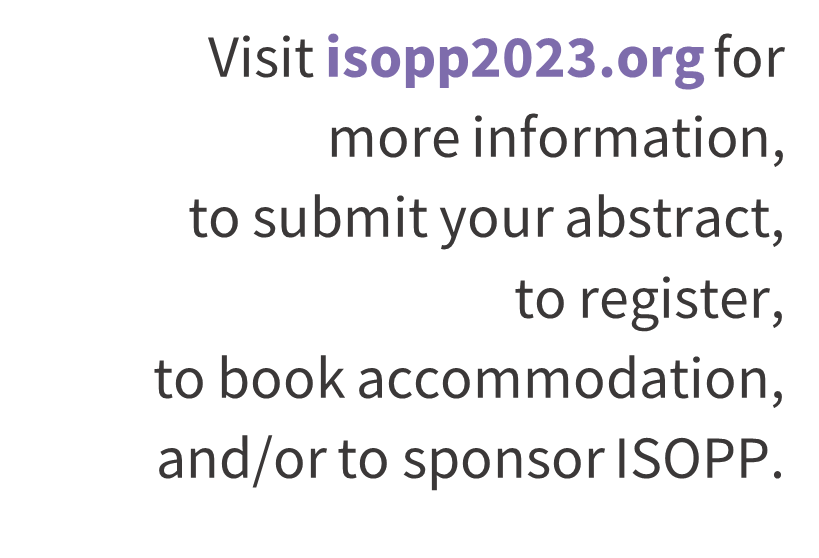 Visit isopp2023.org for
more information,
to submit your abstract,
to register,
to book accommodation,
and/or to sponsor ISOPP.